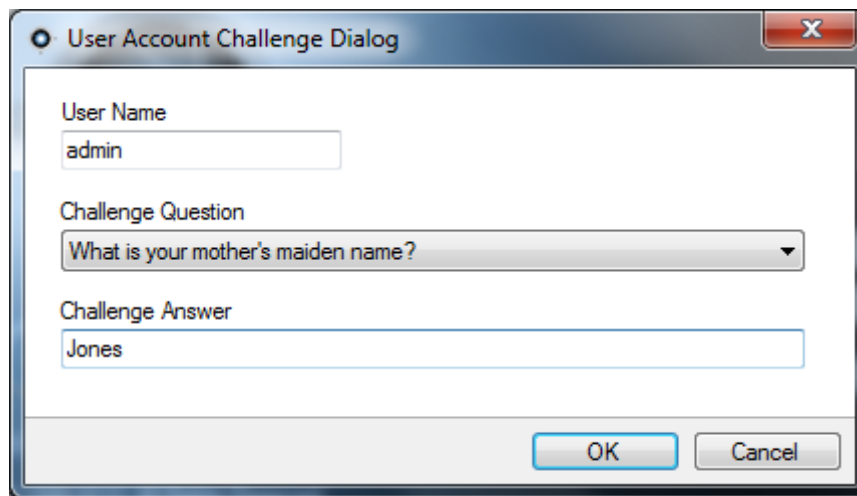 User Account Challenge Dialog
User Name
admin
Challenge Question
What is your mother's maiden name?
Challenge Answer
Jones
OK Cancel